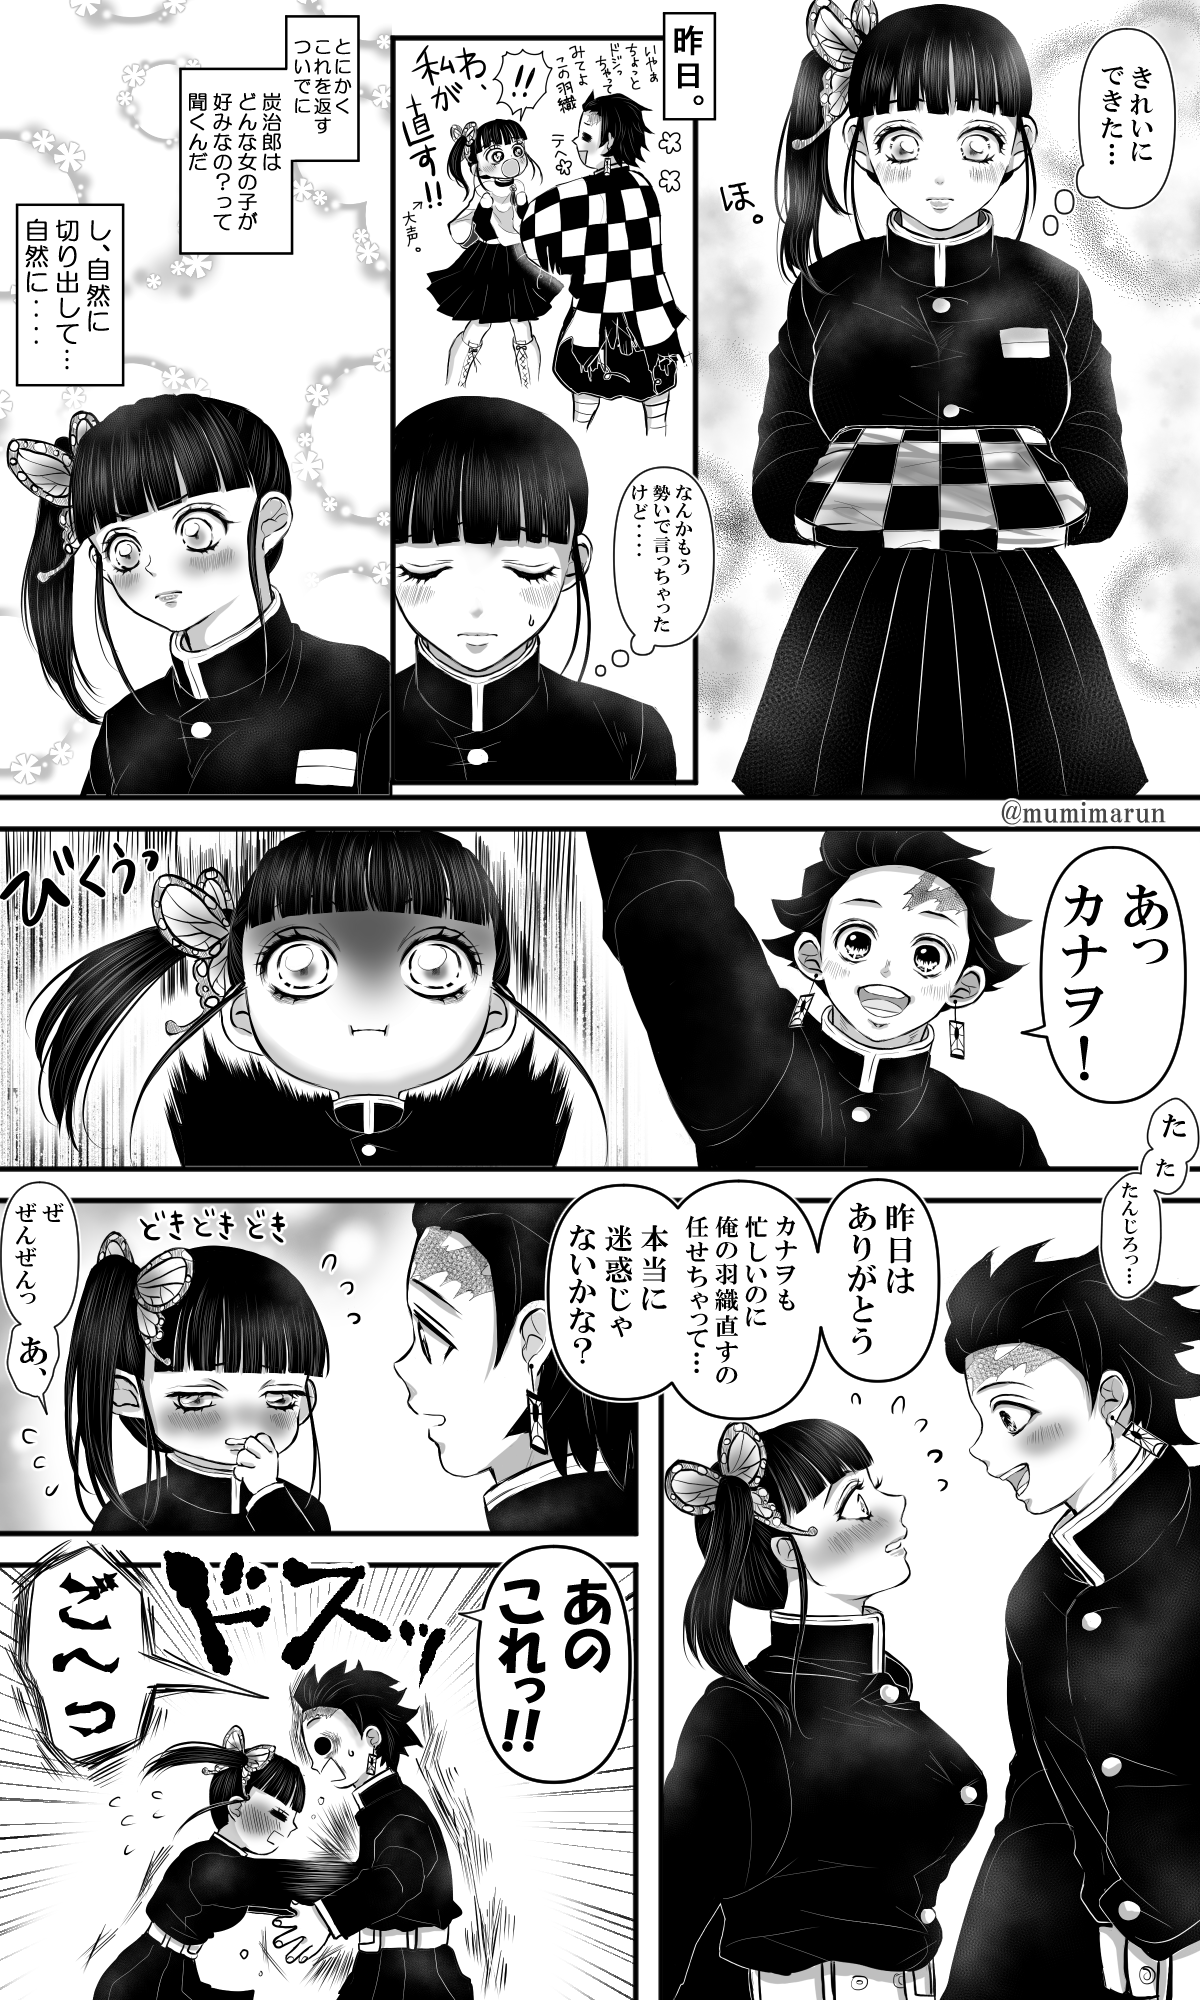 きれいに
できた…
ほ。
昨日。
いやぁ
ちょっと
ドジっ
ちゃって
みてよ
この羽織
テヘ
!!
わ、
私が
直す!!
大声。
なんかもう
勢いで言っちゃった
けど‥‥
とにかく
これを返す
ついでに
炭治郎は
どんな女の子が
好みなの？って
聞くんだ
し、自然に
切り出して…
自然に‥‥
@mumimarun
あっ
カナヲ！
びくぅっ
た
た
たんじろっ…
昨日は
ありがとう
カナヲも
忙しいのに
俺の羽織直すの
任せちゃって…
本当に
迷惑じゃ
ないかな？
どきどきどき
ぜ
ぜんぜんっ
あ、
あの
これっ!!
ドスッ
ごへっ